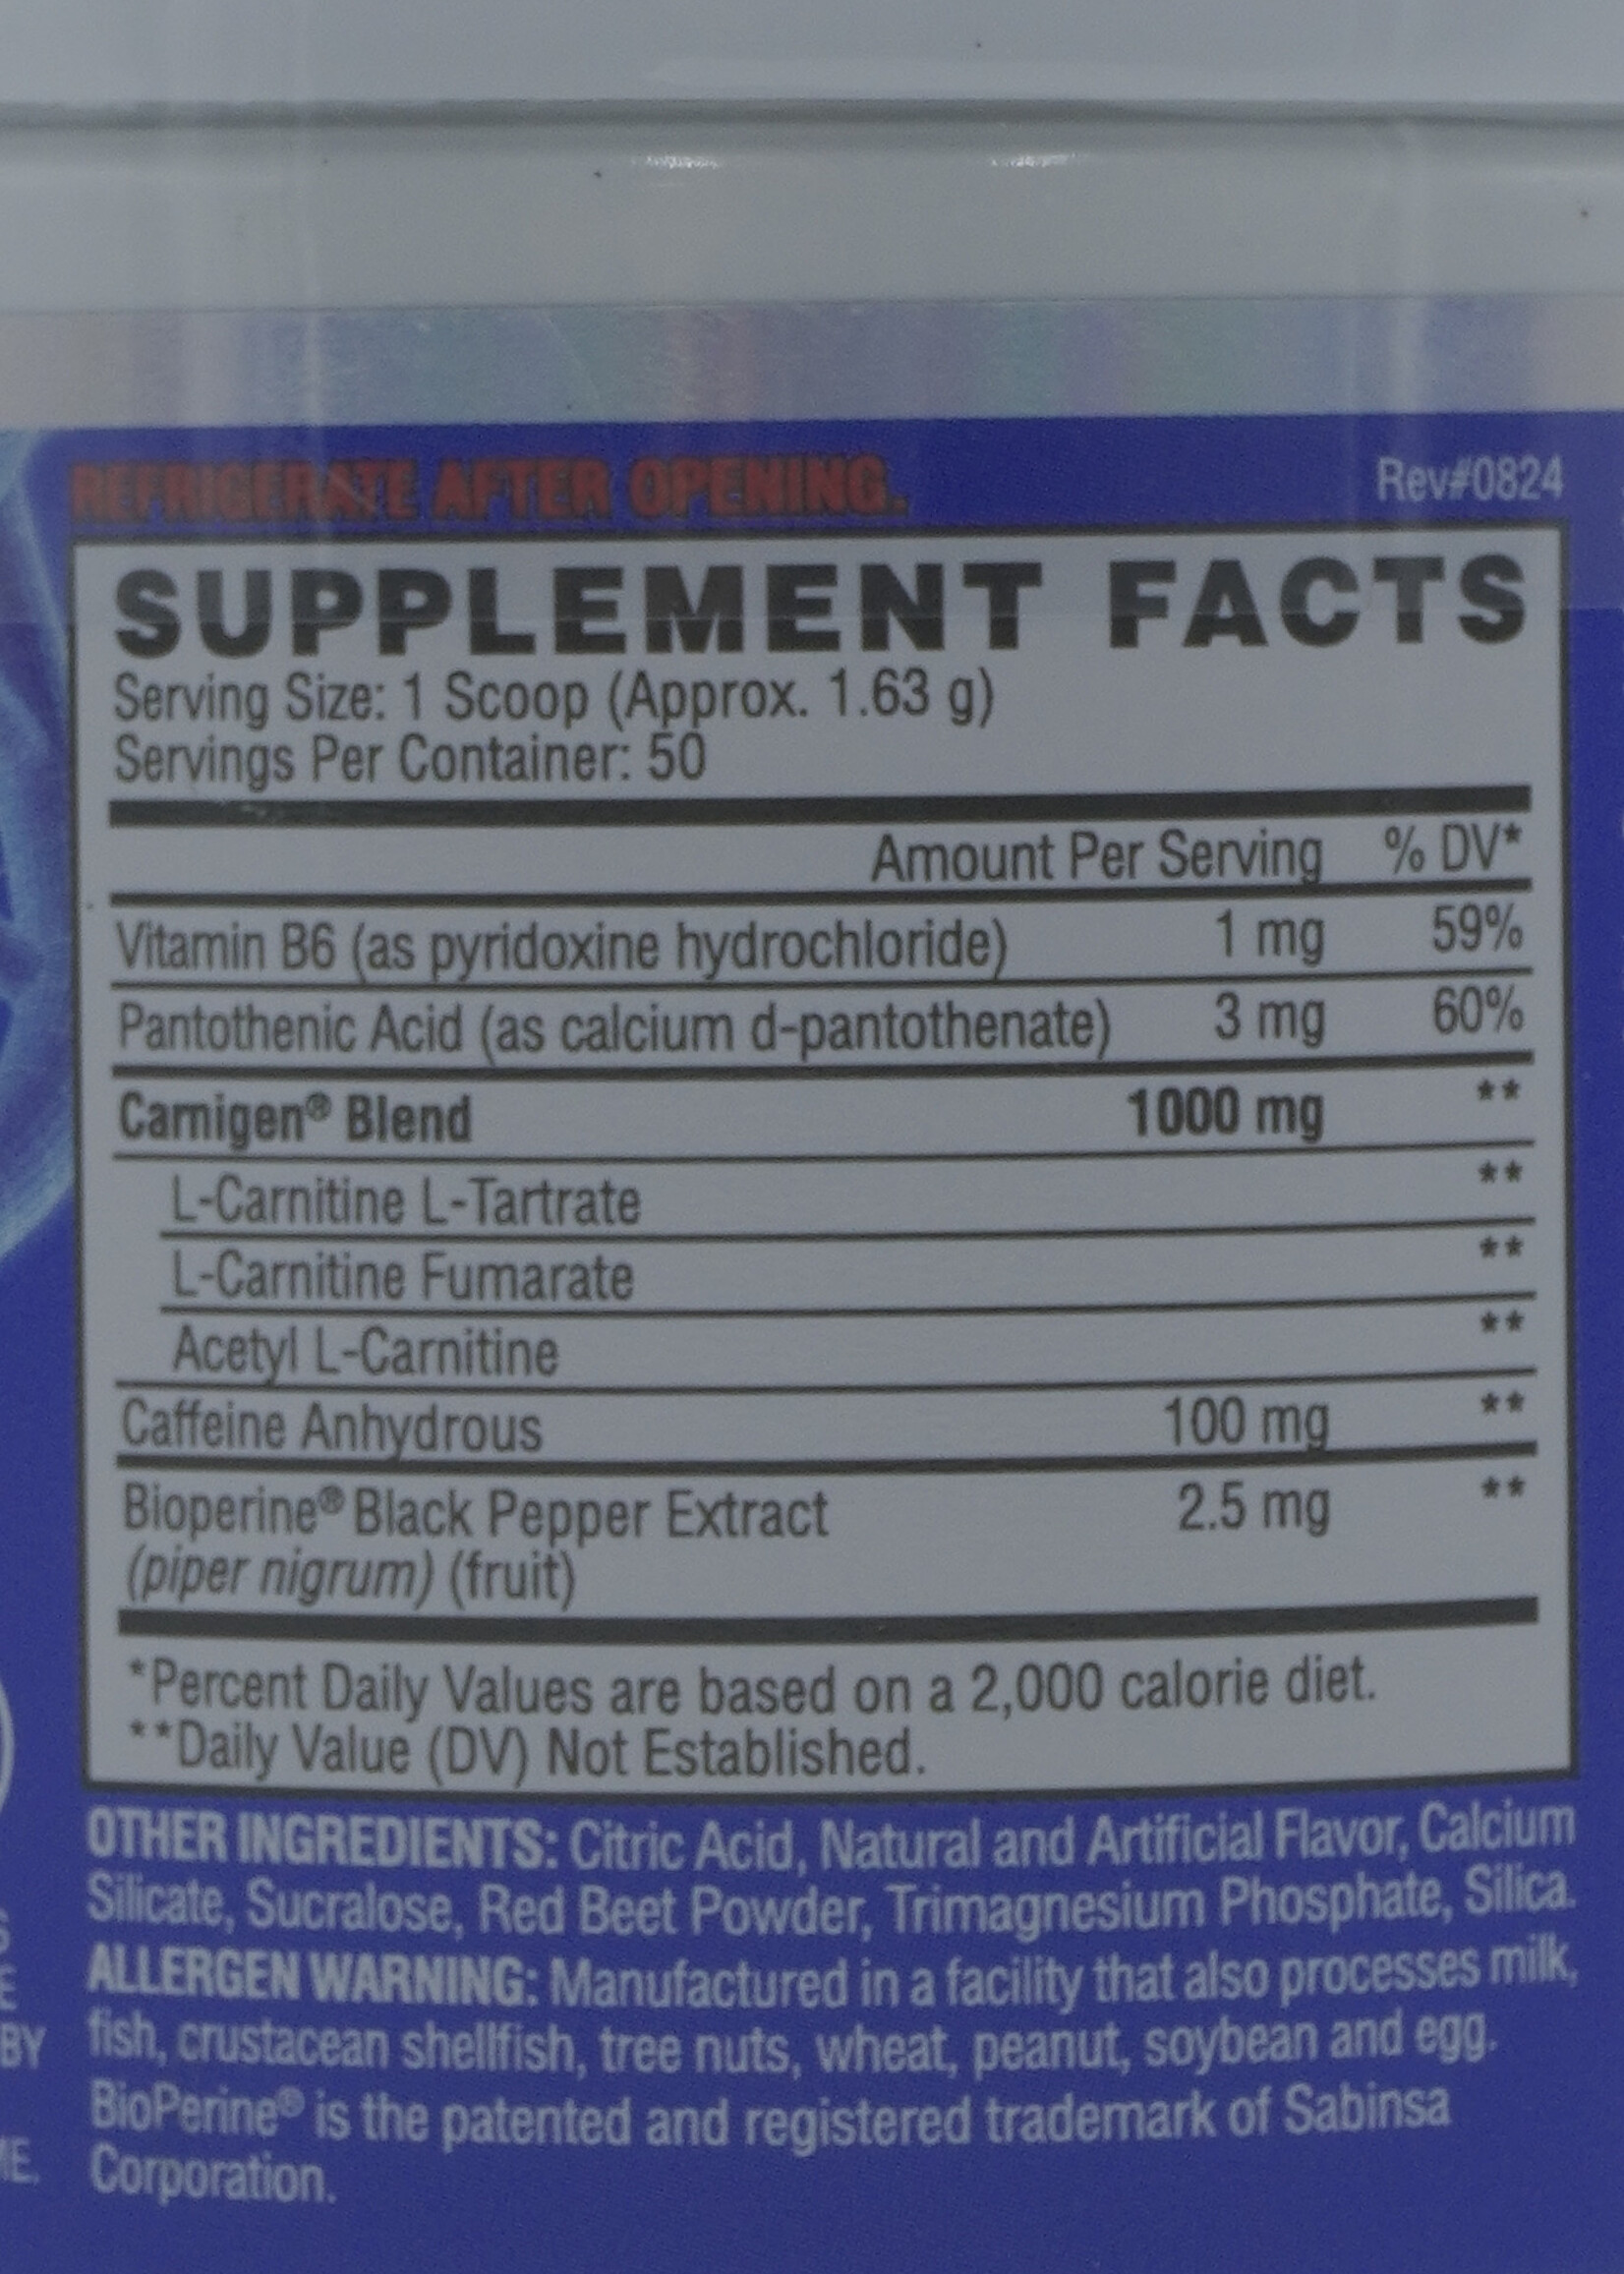 REFRIGERATE AFTER OPENING. Rev#0824
SUPPLEMENT FACTS
Serving Size: 1 Scoop (Approx. 1.63 g)
Servings Per Container: 50
Amount Per Serving % DV*
Vitamin B6 (as pyridoxine hydrochloride) 1 mg 59%
Pantothenic Acid (as calcium d-pantothenate) 3 mg 60%
Carnigen® Blend 1000 mg **
L-Carnitine L-Tartrate **
L-Carnitine Fumarate **
Acetyl L-Carnitine **
Caffeine Anhydrous 100 mg **
Bioperine® Black Pepper Extract 2.5 mg **
(piper nigrum) (fruit)
*Percent Daily Values are based on a 2,000 calorie diet.
**Daily Value (DV) Not Established.
OTHER INGREDIENTS: Citric Acid, Natural and Artificial Flavor, Calcium
Silicate, Sucralose, Red Beet Powder, Trimagnesium Phosphate, Silica.
ALLERGEN WARNING: Manufactured in a facility that also processes milk,
fish, crustacean shellfish, tree nuts, wheat, peanut, soybean and egg.
BY
BioPerine® is the patented and registered trademark of Sabinsa
Corporation.